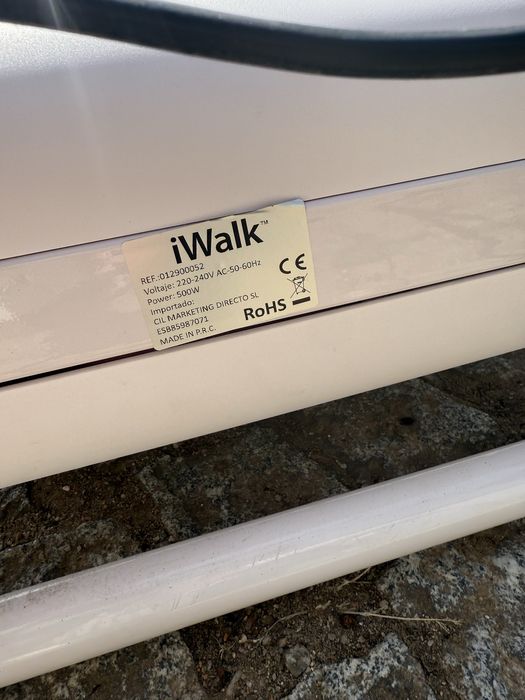 iWalk™
REF.:012900052
Voltaje: 220-240V AC-50-60Hz
Power: 500W
Importado:
CIL MARKETING DIRECTO SL
ESB85987071
MADE IN P.R.C.
CE
RoHS